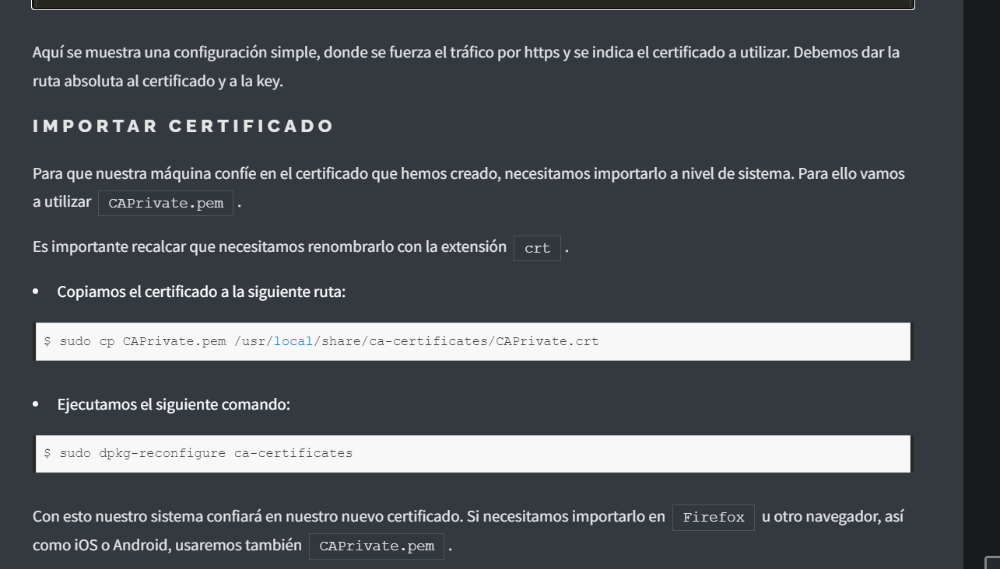 Aquí se muestra una configuración simple, donde se fuerza el tráfico por https y se indica el certificado a utilizar. Debemos dar la
ruta absoluta al certificado y a la key.
IMPORTAR CERTIFICADO
Para que nuestra máquina confíe en el certificado que hemos creado, necesitamos importarlo a nivel de sistema. Para ello vamos
a utilizar CAPrivate.pem .
Es importante recalcar que necesitamos renombrarlo con la extensión crt .
• Copiamos el certificado a la siguiente ruta:
$ sudo cp CAPrivate.pem /usr/local/share/ca-certificates/CAPrivate.crt
• Ejecutamos el siguiente comando:
$ sudo dpkg-reconfigure ca-certificates
Con esto nuestro sistema confiará en nuestro nuevo certificado. Si necesitamos importarlo en Firefox u otro navegador, así
como iOS o Android, usaremos también CAPrivate.pem .